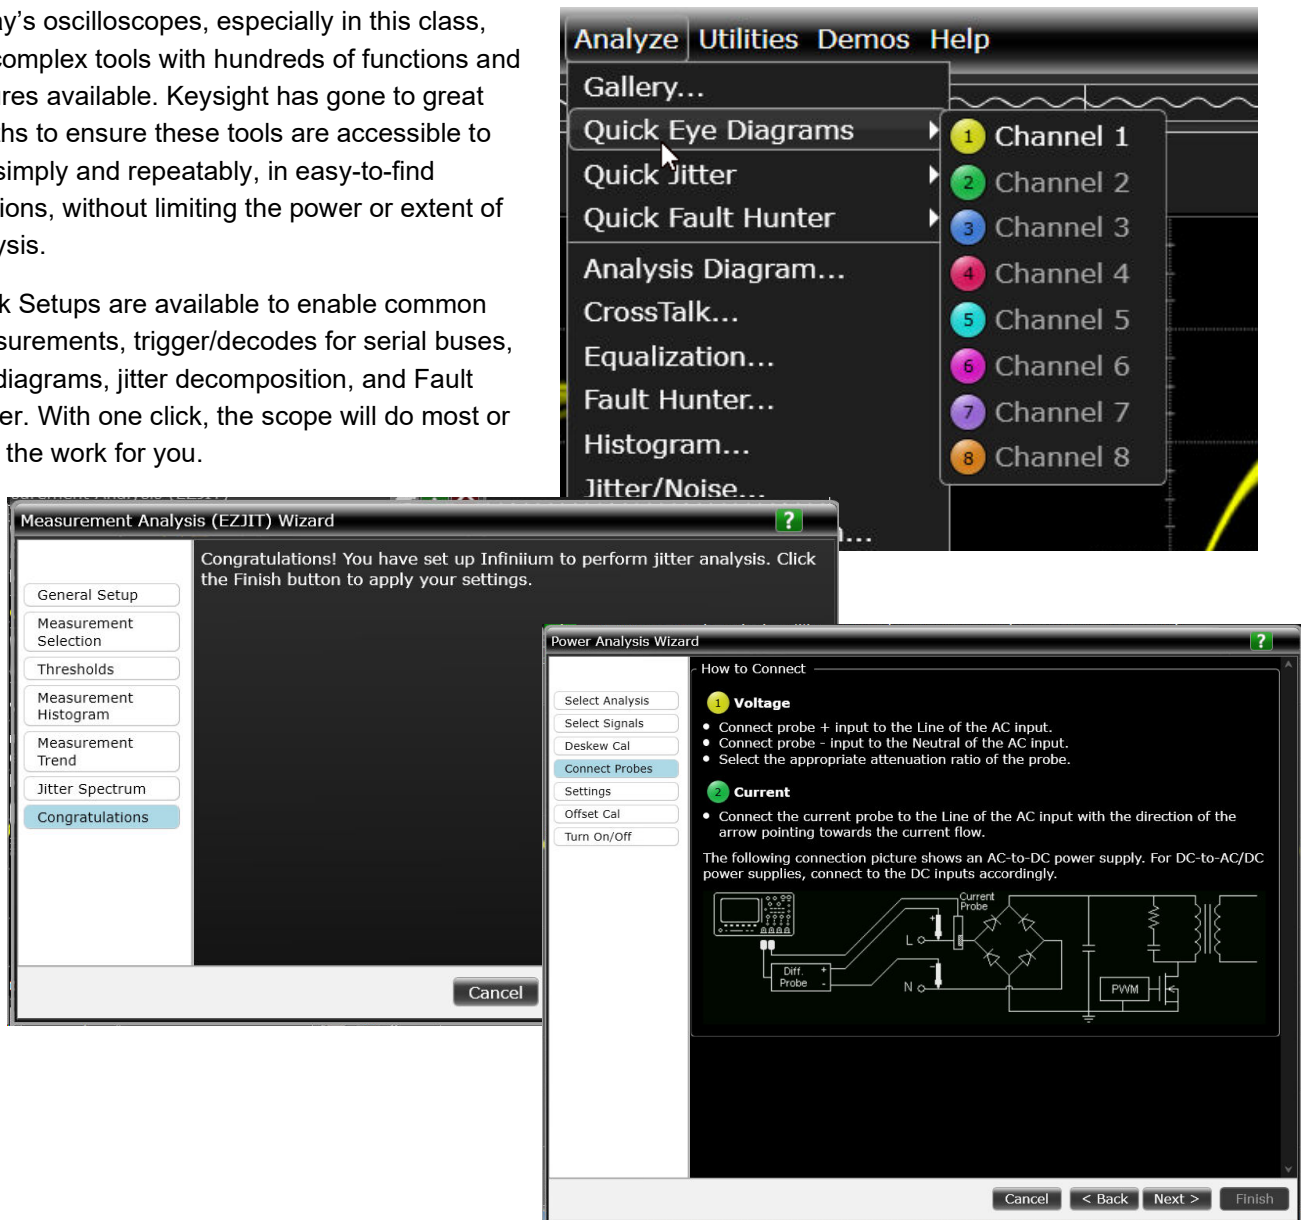 ay's oscilloscopes, especially in this class,
complex tools with hundreds of functions and
ures available. Keysight has gone to great
hs to ensure these tools are accessible to
simply and repeatably, in easy-to-find
ions, without limiting the power or extent of
ysis.
k Setups are available to enable common
surements, trigger/decodes for serial buses,
diagrams, jitter decomposition, and Fault
er. With one click, the scope will do most or
the work for you.
Analyze Utilities Demos Help
Gallery...
Quick Eye Diagrams
Quick Jitter
Quick Fault Hunter
Analysis Diagram...
CrossTalk...
Equalization...
Fault Hunter...
Histogram...
Jitter/Noise...
1 Channel 1
2 Channel 2
3 Channel 3
4 Channel 4
5 Channel 5
6 Channel 6
7 Channel 7
8 Channel 8
Measurement Analysis (EZJIT) Wizard ?
General Setup
Measurement
Selection
Thresholds
Measurement
Histogram
Measurement
Trend
Jitter Spectrum
Congratulations
Congratulations! You have set up Infiniium to perform jitter analysis. Click
the Finish button to apply your settings.
Cancel
Power Analysis Wizard ?
Select Analysis
Select Signals
Deskew Cal
Connect Probes
Settings
Offset Cal
Turn On/Off
How to Connect
1 Voltage
• Connect probe + input to the Line of the AC input.
• Connect probe - input to the Neutral of the AC input.
• Select the appropriate attenuation ratio of the probe.
2 Current
• Connect the current probe to the Line of the AC input with the direction of the
arrow pointing towards the current flow.
The following connection picture shows an AC-to-DC power supply. For DC-to-AC/DC
power supplies, connect to the DC inputs accordingly.
Current
Probe
+
L
Diff. +
Probe -
-
N
PWM
Cancel < Back Next > Finish